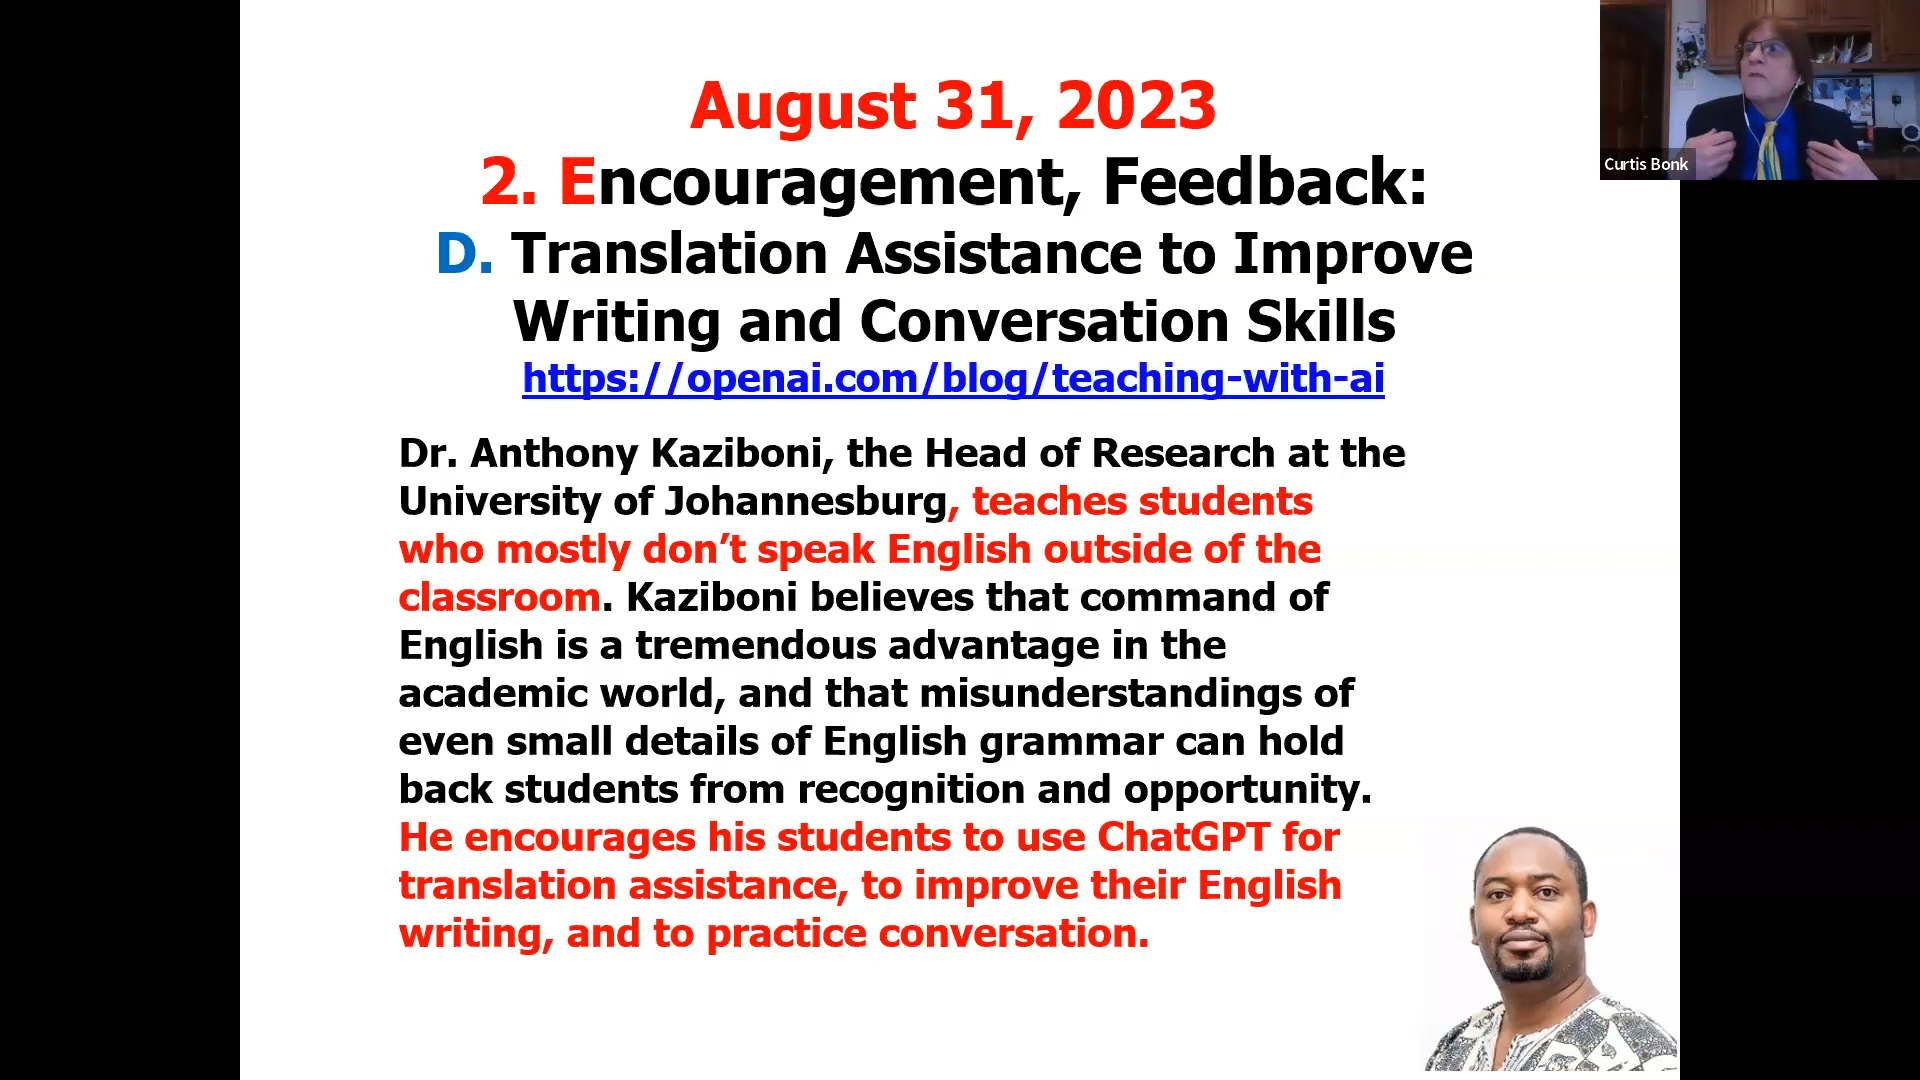 August 31, 2023
2. Encouragement, Feedback:
D. Translation Assistance to Improve
Writing and Conversation Skills
https://openai.com/blog/teaching-with-ai
Dr. Anthony Kaziboni, the Head of Research at the
University of Johannesburg, teaches students
who mostly don’t speak English outside of the
classroom. Kaziboni believes that command of
English is a tremendous advantage in the
academic world, and that misunderstandings of
even small details of English grammar can hold
back students from recognition and opportunity.
He encourages his students to use ChatGPT for
translation assistance, to improve their English
writing, and to practice conversation.
Curtis Bonk